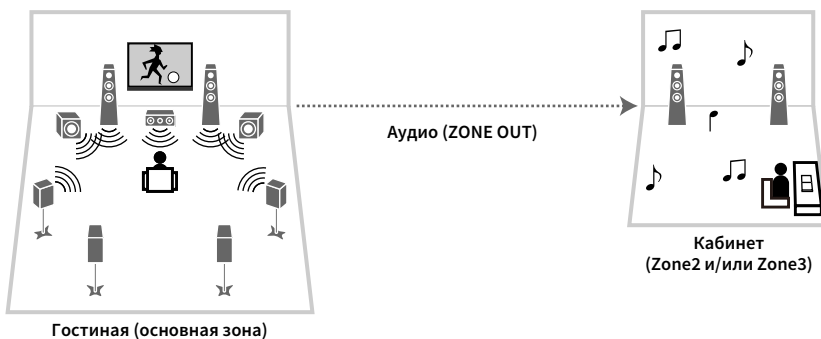 Аудио (ZONE OUT)
Кабинет
(Zone2 и/или Zone3)
Гостиная (основная зона)